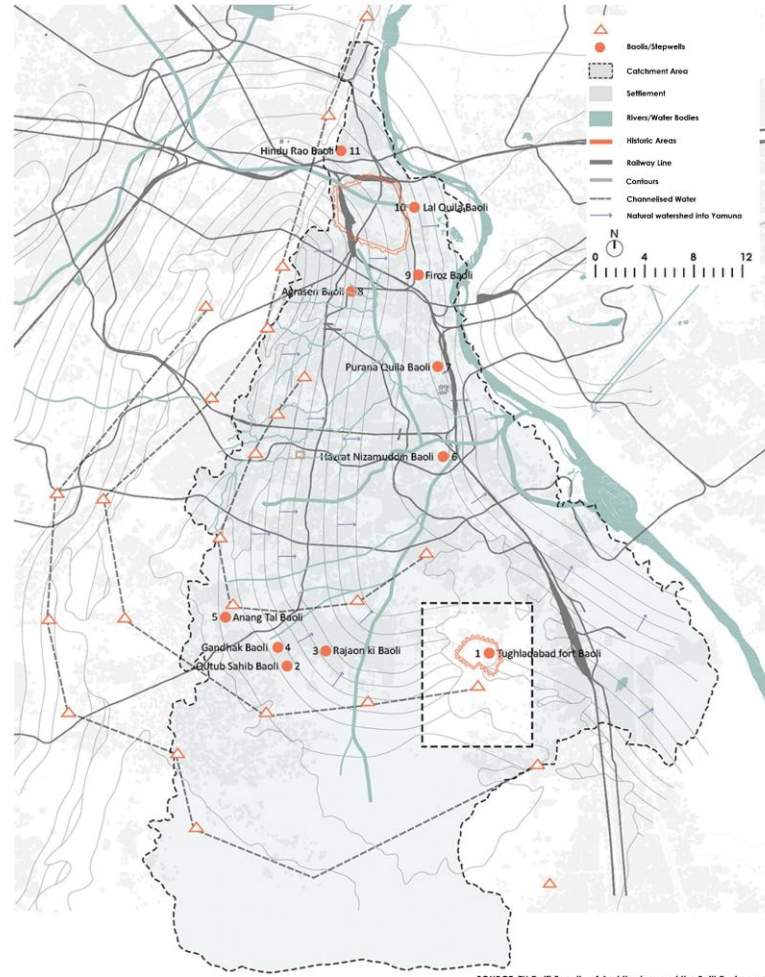 Baolis/Stepwells
Catchment Area
Settlement
Rivers/Water Bodies
Historic Areas
Railway Line
Contours
Channelised Water
Natural watershed into Yamuna
N
0 4 8 12
Hindu Rao Baoli 11
10 Lal Quila Baoli
9 Firoz Baoli
Agrasen Baoli 8
Purana Quila Baoli 7
Hazrat Nizamuddin Baoli 6
5 Anang Tal Baoli
Gandhak Baoli 4
3 Rajaon ki Baoli
Qutub Sahib Baoli 2
1 Tughladabad fort Baoli